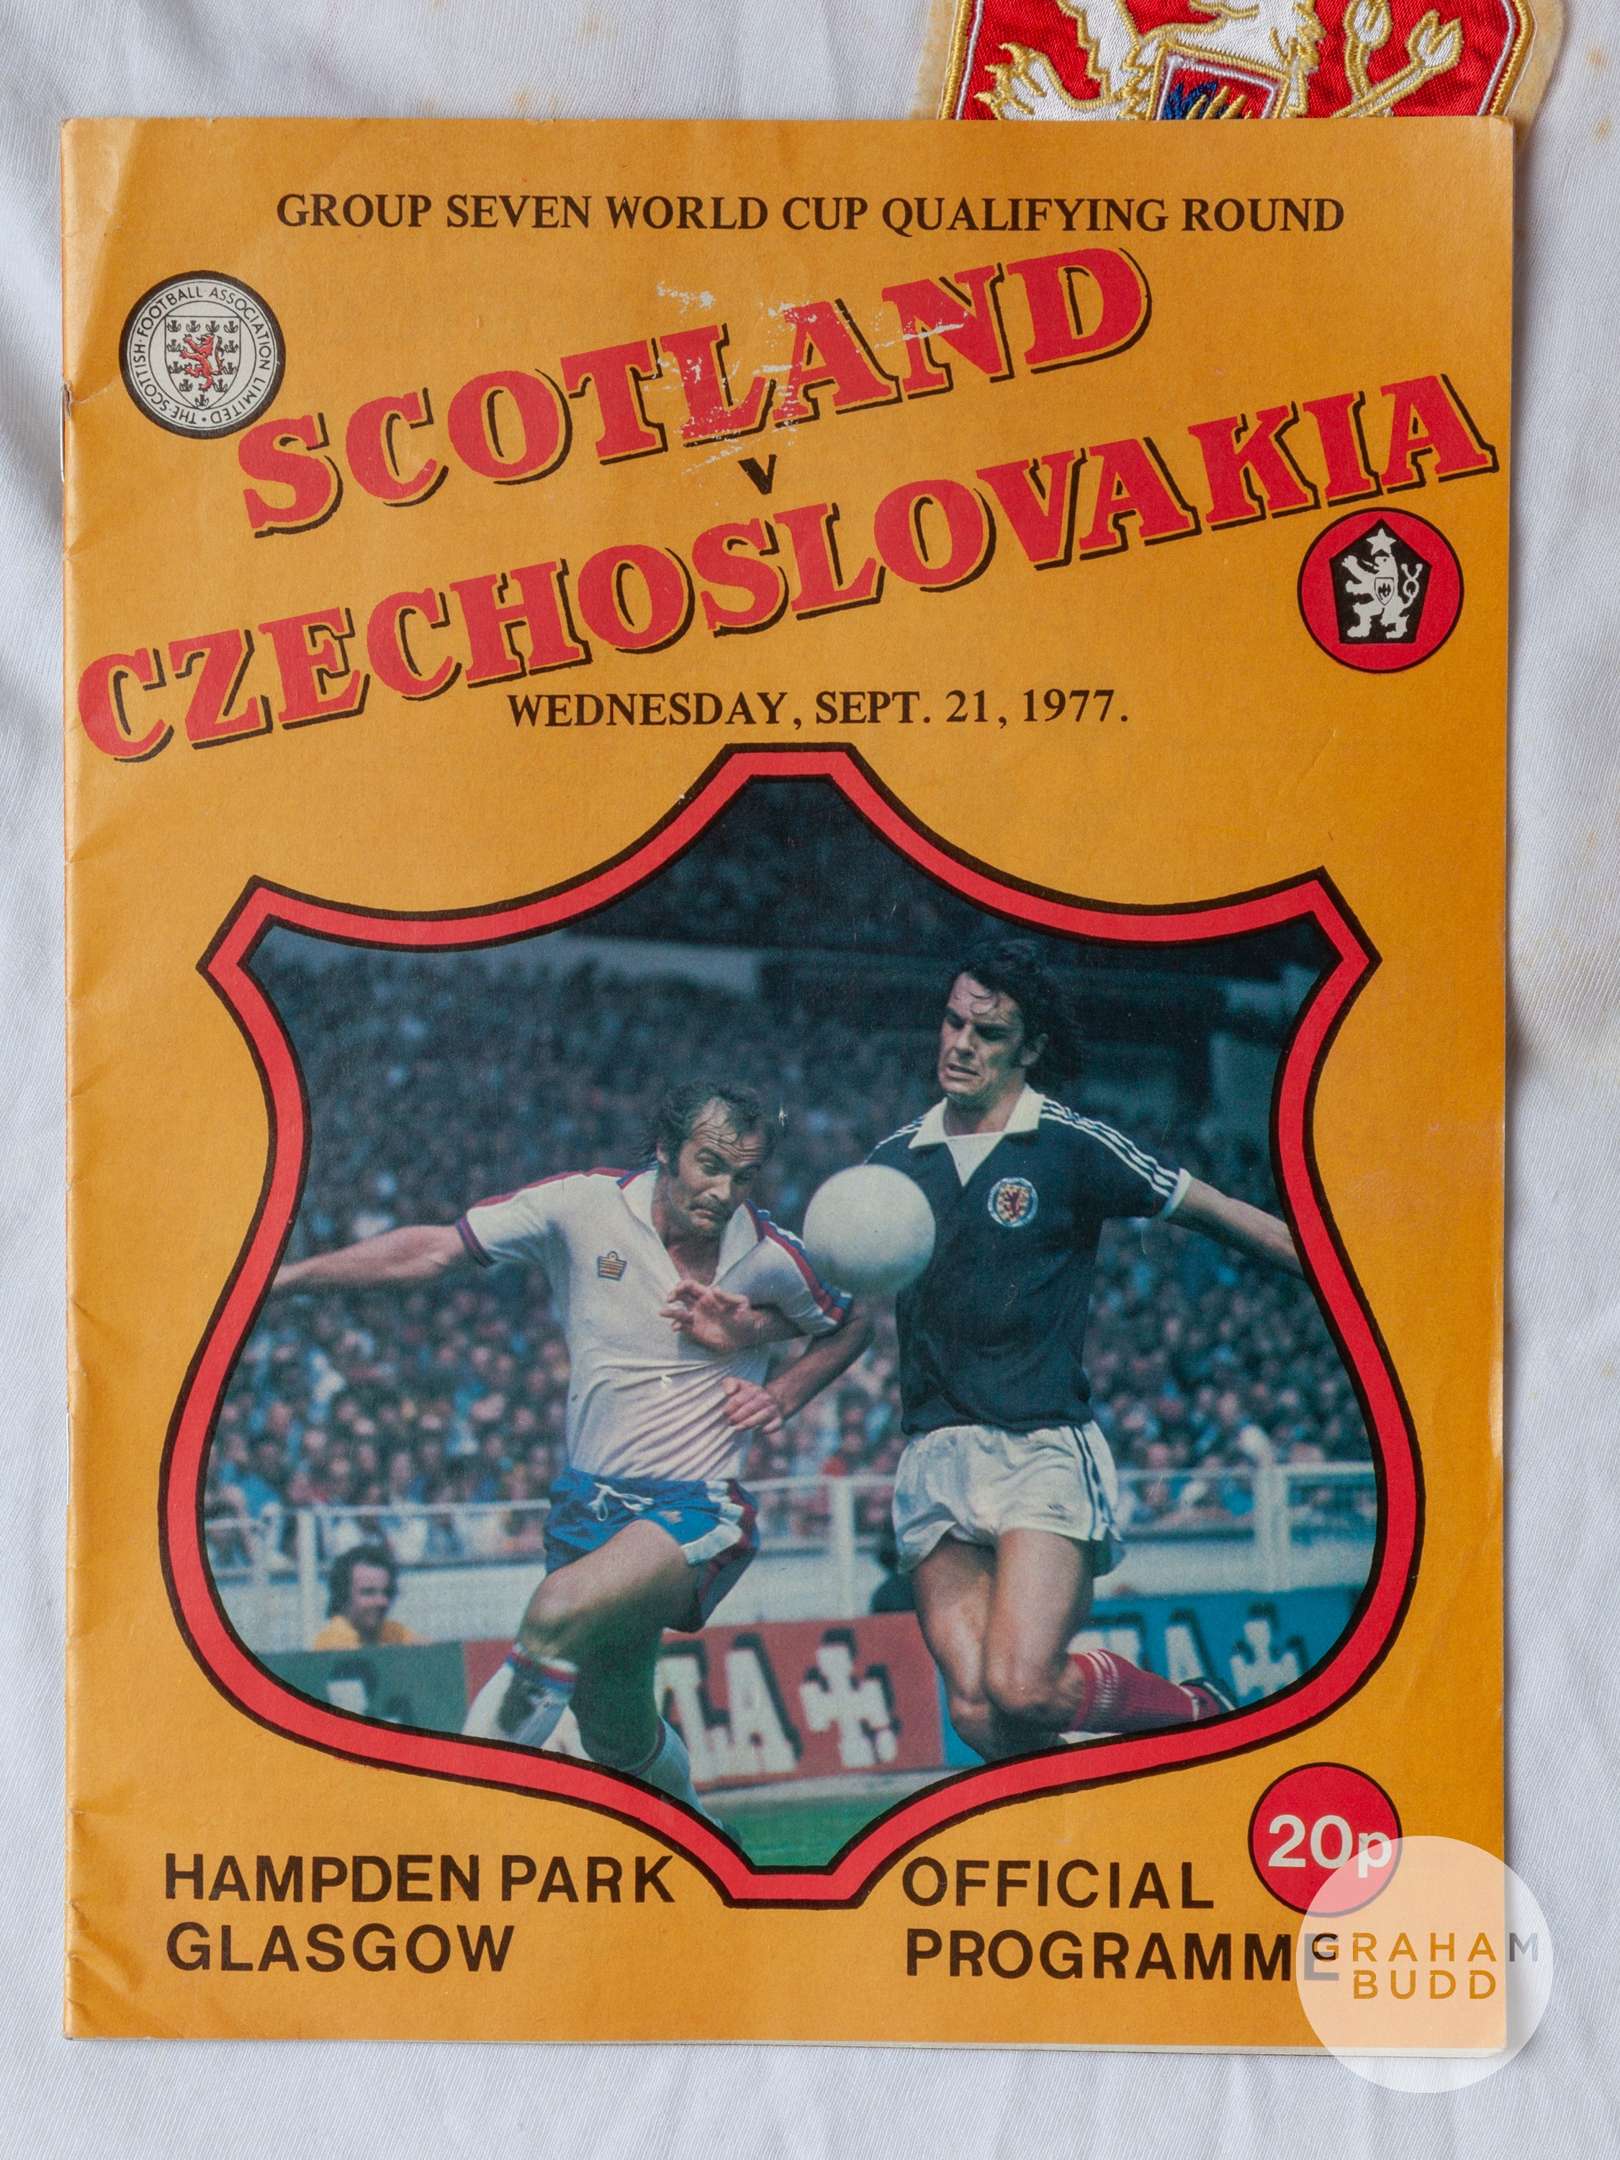 GROUP SEVEN WORLD CUP QUALIFYING ROUND
THE SCOTTISH FOOTBALL ASSOCIATION LIMITED
SCOTLAND
V
CZECHOSLOVAKIA
WEDNESDAY, SEPT. 21, 1977.
20p
HAMPDEN PARK
GLASGOW
OFFICIAL
PROGRAMME
GRAHAM
BUDD